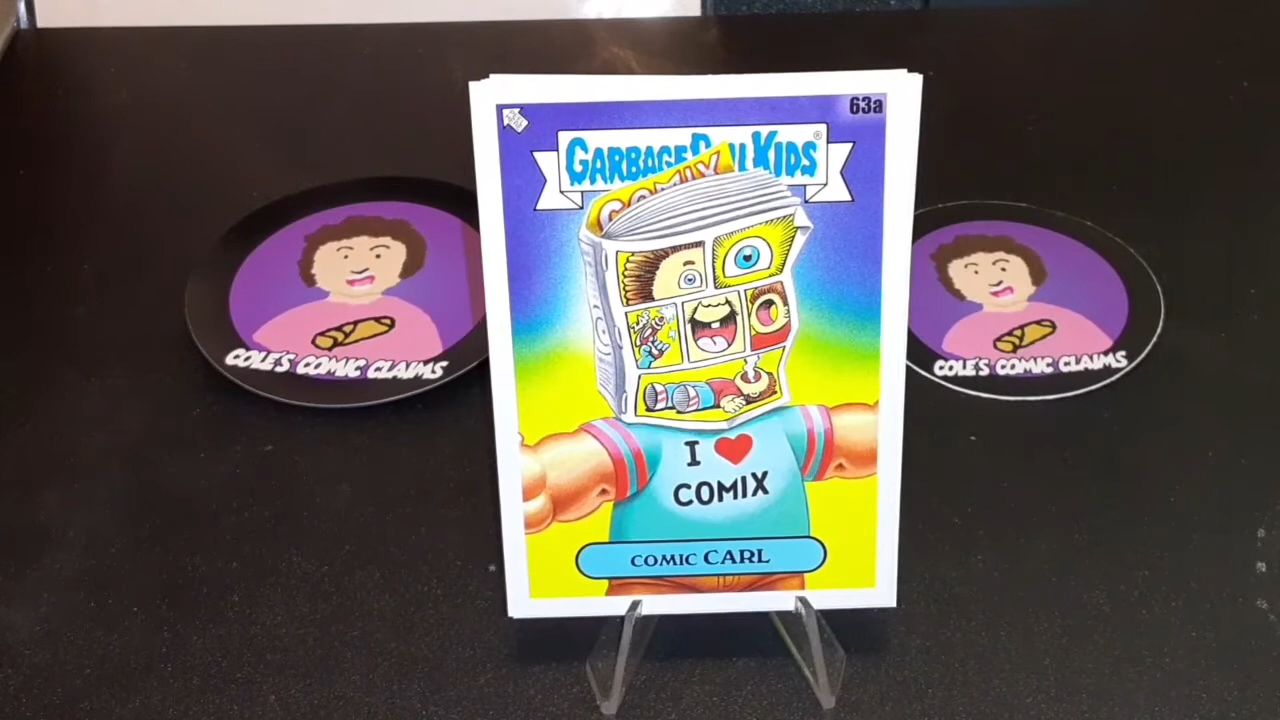 63a
GARBAGE PAIL KIDS®
COMIX
I ❤
COMIX
COMIC CARL
COLE'S COMIC CLAIMS
COLE'S COMIC CLAIMS